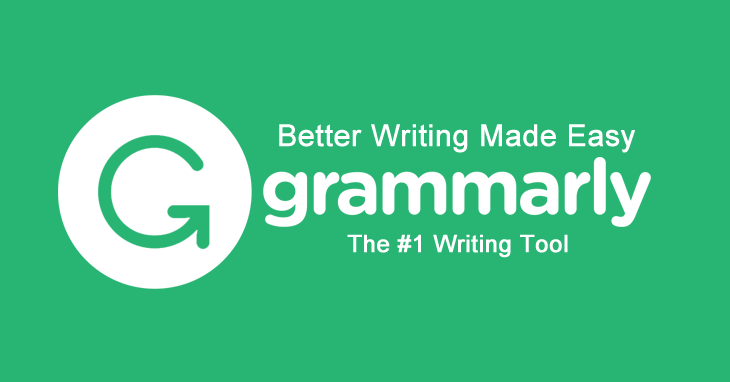 Better Writing Made Easy
grammarly
The #1 Writing Tool